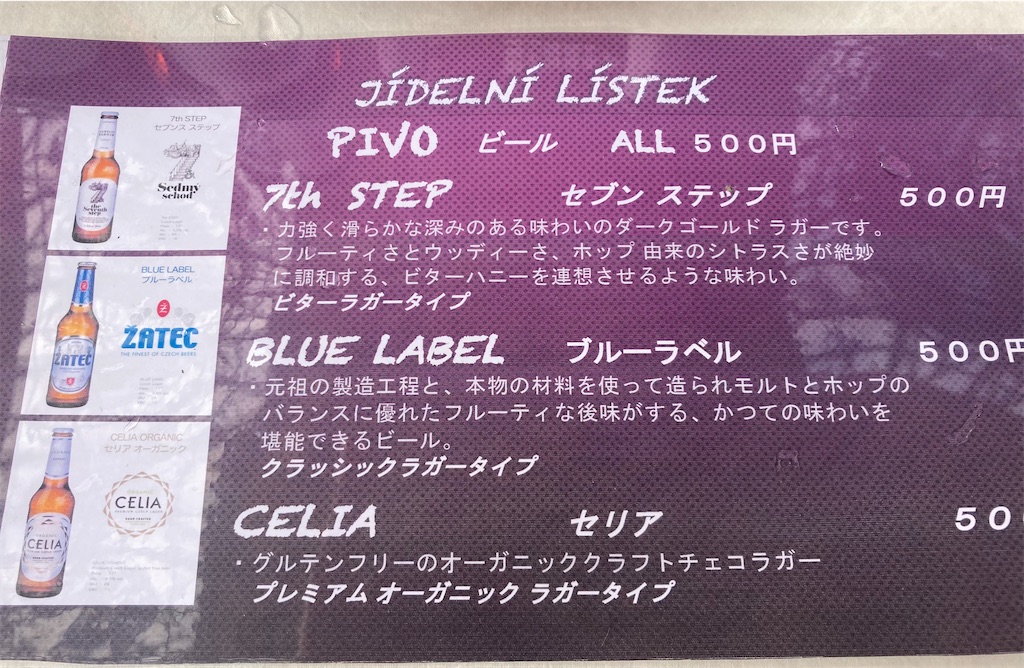 JÍDELNÍ LÍSTEK
PIVO ビール ALL 500円
7th STEP
セブンス ステップ
Sedmý
schod
the
Seventh
step
7th STEP セブン ステップ 500円
・力強く滑らかな深みのある味わいのダークゴールド ラガーです。
フルーティさとウッディーさ、ホップ 由来のシトラスさが絶妙
に調和する、ビターハニーを連想させるような味わい。
ビターラガータイプ
BLUE LABEL
ブルーラベル
ŽATEC
THE FINEST OF CZECH BEERS
ŽATEC
BLUE LABEL ブルーラベル 500円
・元祖の製造工程と、本物の材料を使って造られモルトとホップの
バランスに優れたフルーティな後味がする、かつての味わいを
堪能できるビール。
クラッシックラガータイプ
CELIA ORGANIC
セリア オーガニック
ORGANIC
CELIA
PREMIUM CZECH LAGER
CELIA
CELIA セリア 50
・グルテンフリーのオーガニッククラフトチェコラガー
プレミアム オーガニック ラガータイプ